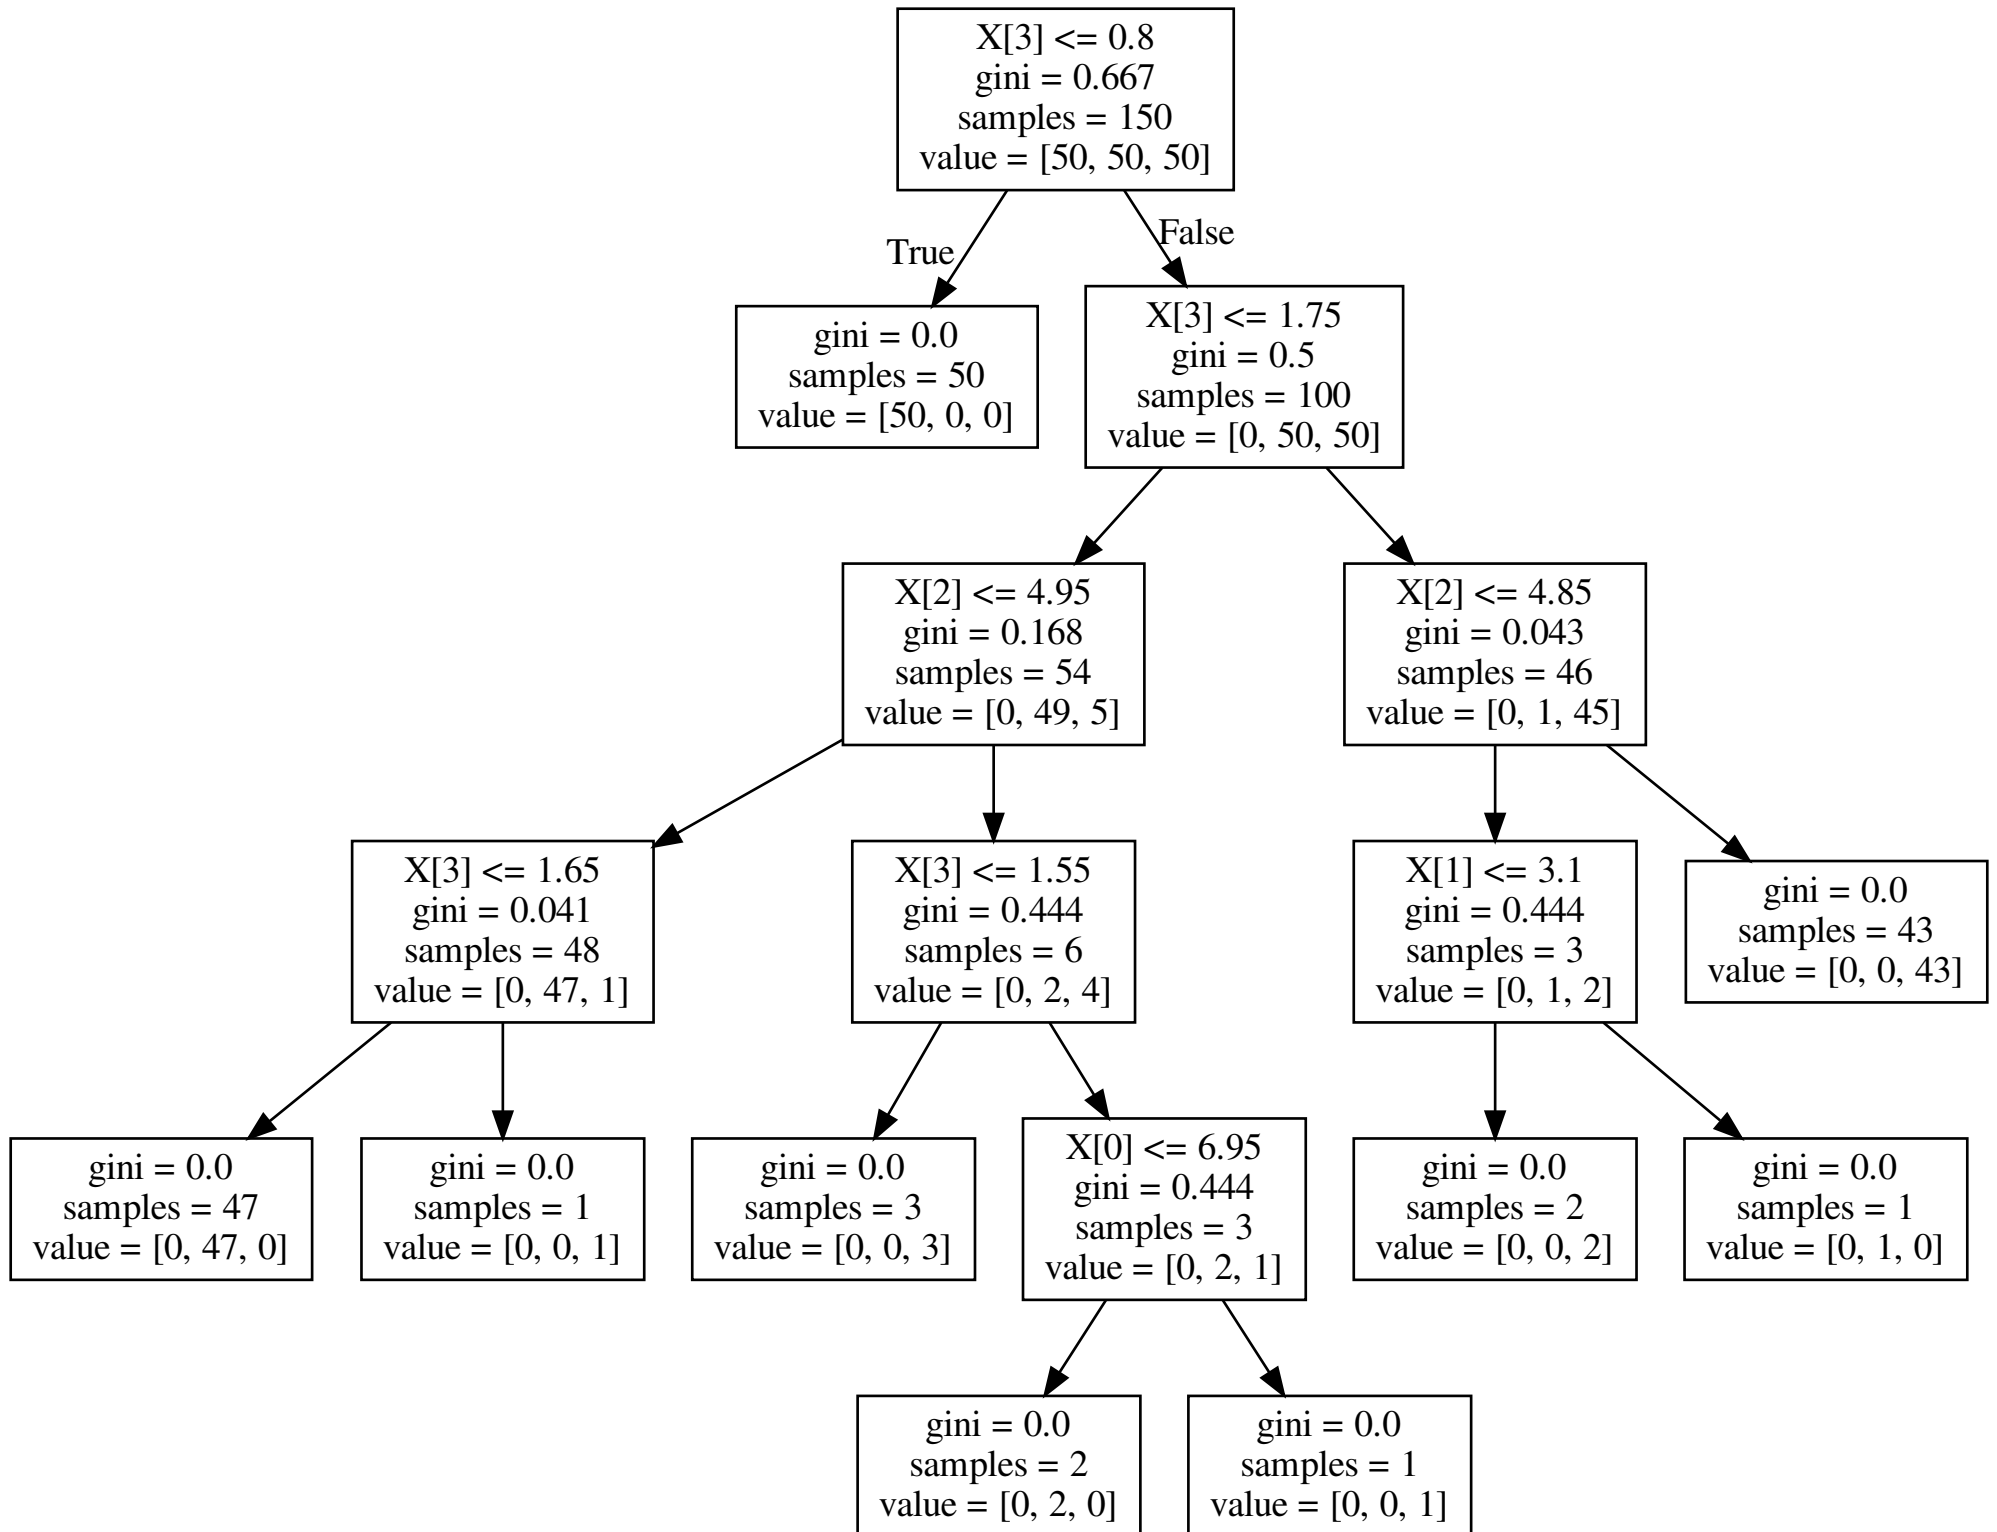 X[3] <= 0.8
gini = 0.667
samples = 150
value = [50, 50, 50]
True
False
gini = 0.0
samples = 50
value = [50, 0, 0]
X[3] <= 1.75
gini = 0.5
samples = 100
value = [0, 50, 50]
X[2] <= 4.95
gini = 0.168
samples = 54
value = [0, 49, 5]
X[2] <= 4.85
gini = 0.043
samples = 46
value = [0, 1, 45]
X[3] <= 1.65
gini = 0.041
samples = 48
value = [0, 47, 1]
X[3] <= 1.55
gini = 0.444
samples = 6
value = [0, 2, 4]
X[1] <= 3.1
gini = 0.444
samples = 3
value = [0, 1, 2]
gini = 0.0
samples = 43
value = [0, 0, 43]
gini = 0.0
samples = 47
value = [0, 47, 0]
gini = 0.0
samples = 1
value = [0, 0, 1]
gini = 0.0
samples = 3
value = [0, 0, 3]
X[0] <= 6.95
gini = 0.444
samples = 3
value = [0, 2, 1]
gini = 0.0
samples = 2
value = [0, 0, 2]
gini = 0.0
samples = 1
value = [0, 1, 0]
gini = 0.0
samples = 2
value = [0, 2, 0]
gini = 0.0
samples = 1
value = [0, 0, 1]